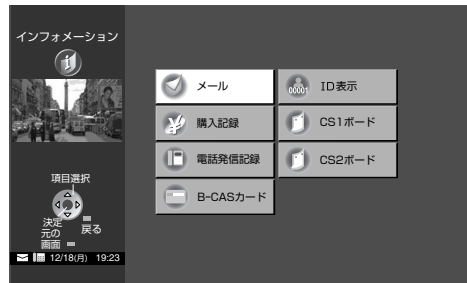 インフォメーション
メール
購入記録
電話発信記録
B-CASカード
ID表示
CS1ボード
CS2ボード
項目選択
決定
元の
画面
戻る
12/18(月) 19:23